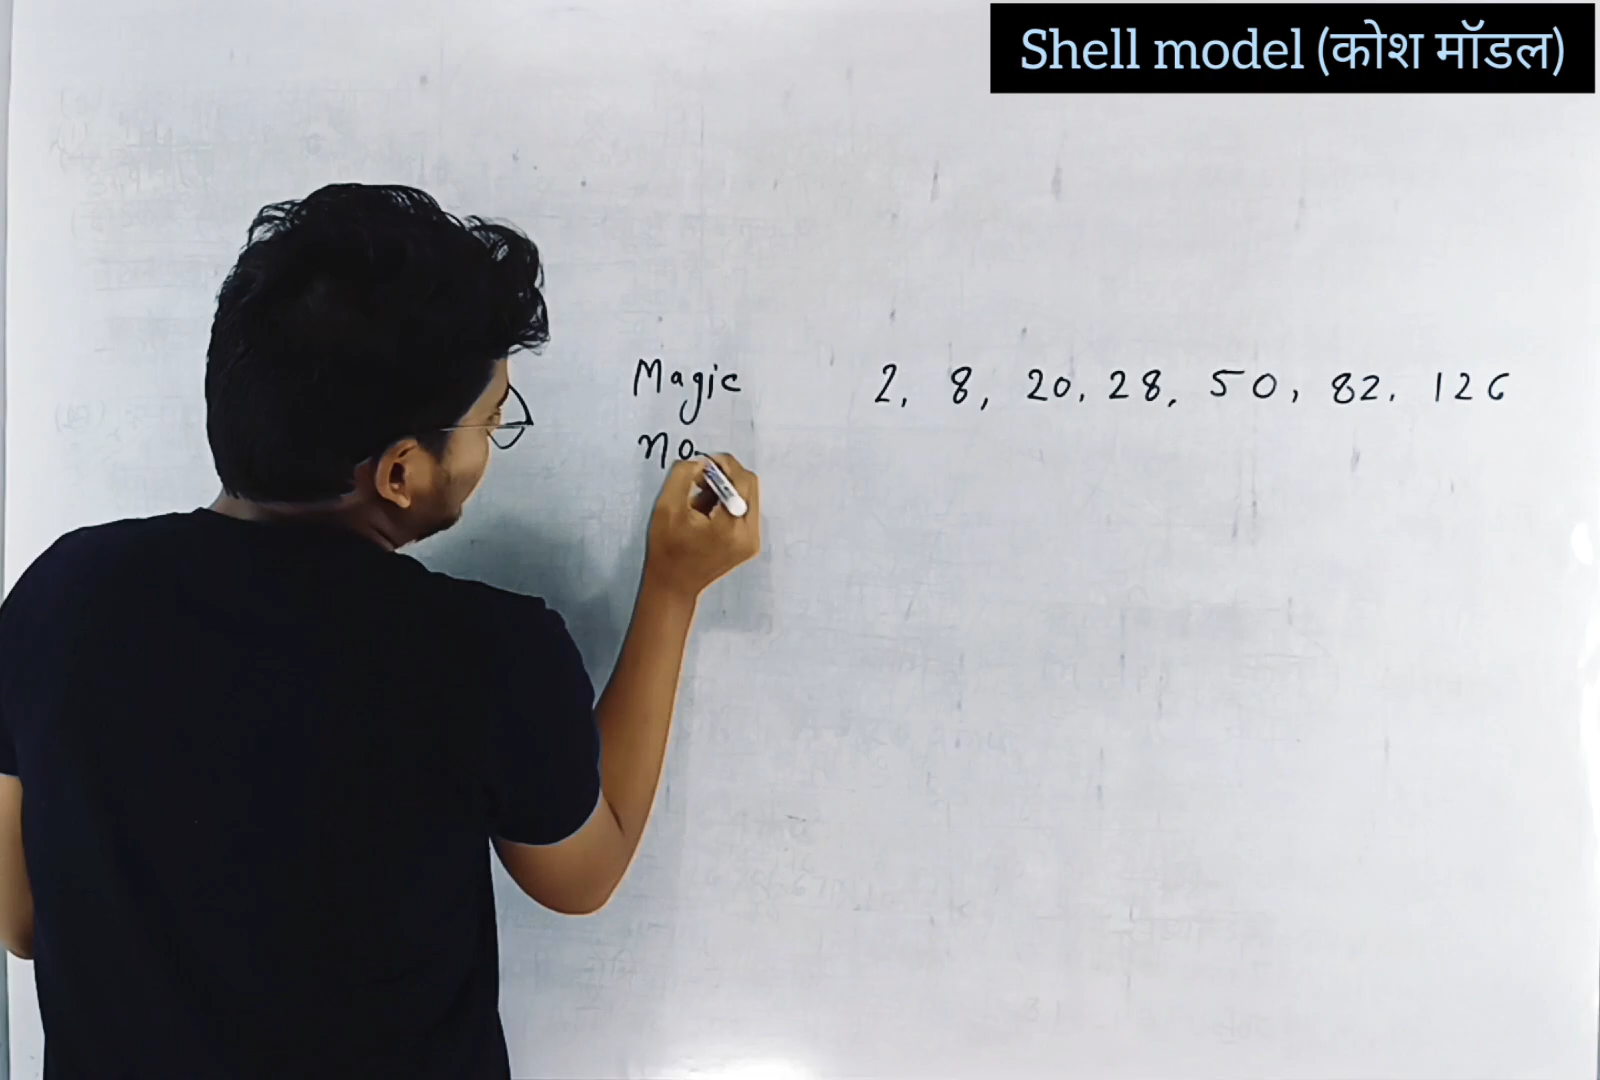 Shell model (कोश मॉडल)
Magic 2, 8, 20, 28, 50, 82, 126
no.